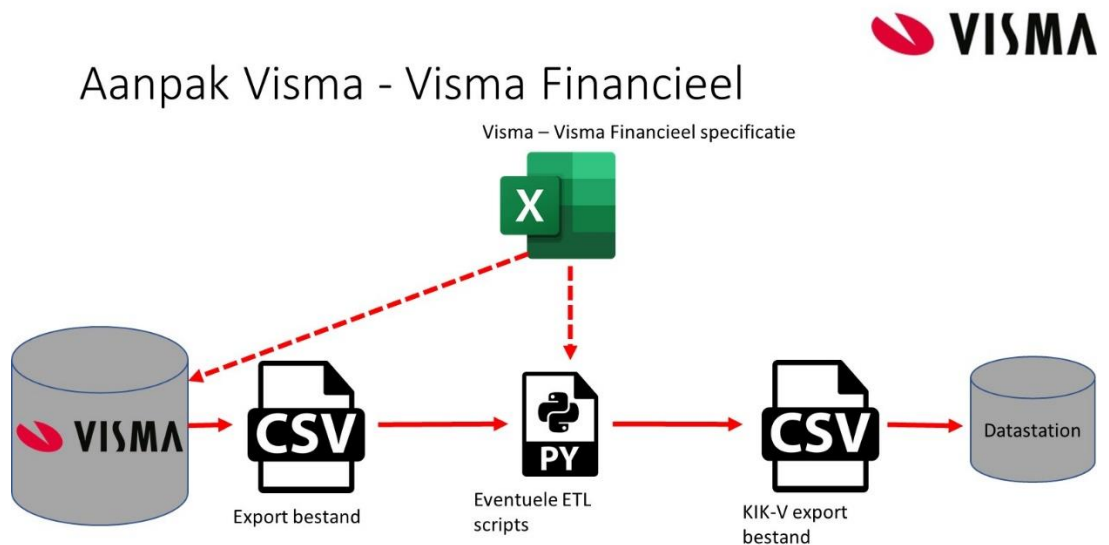 VISMA
Aanpak Visma - Visma Financieel
Visma – Visma Financieel specificatie
X
VISMA
CSV
PY
CSV
Datastation
Export bestand
Eventuele ETL
scripts
KIK-V export
bestand